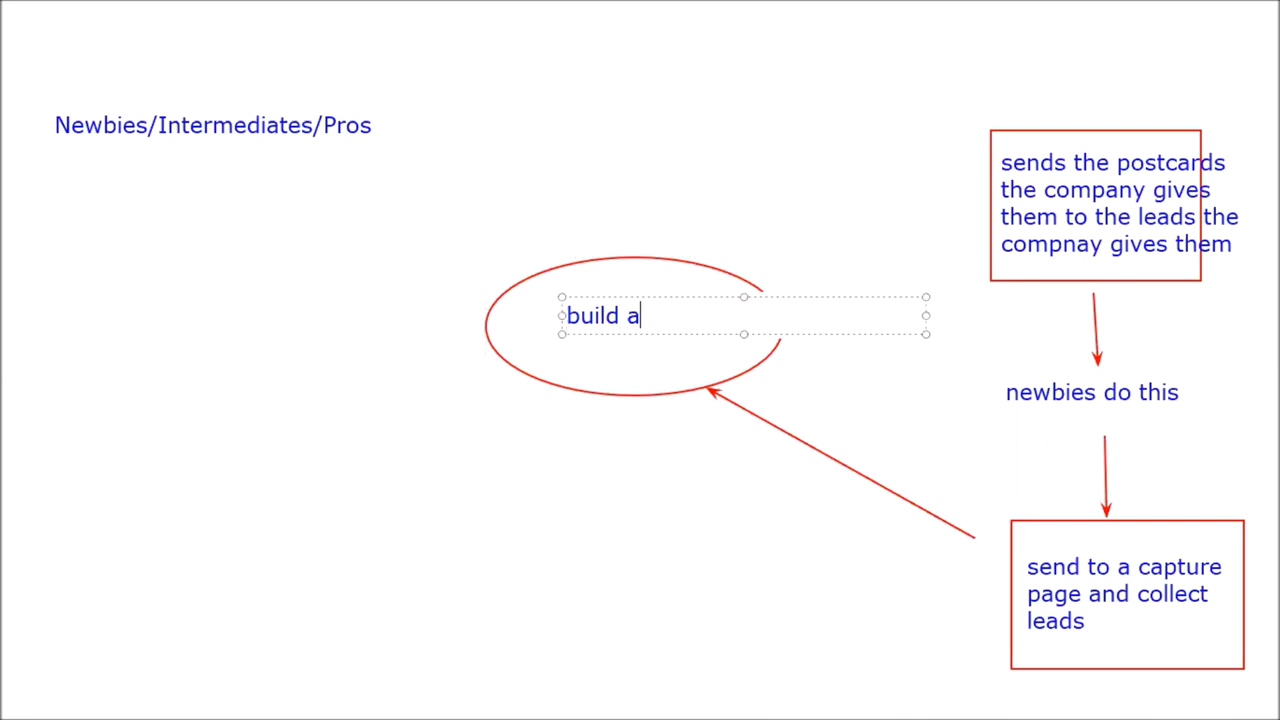 Newbies/Intermediates/Pros
sends the postcards
the company gives
them to the leads the
compnay gives them
build a
newbies do this
send to a capture
page and collect
leads